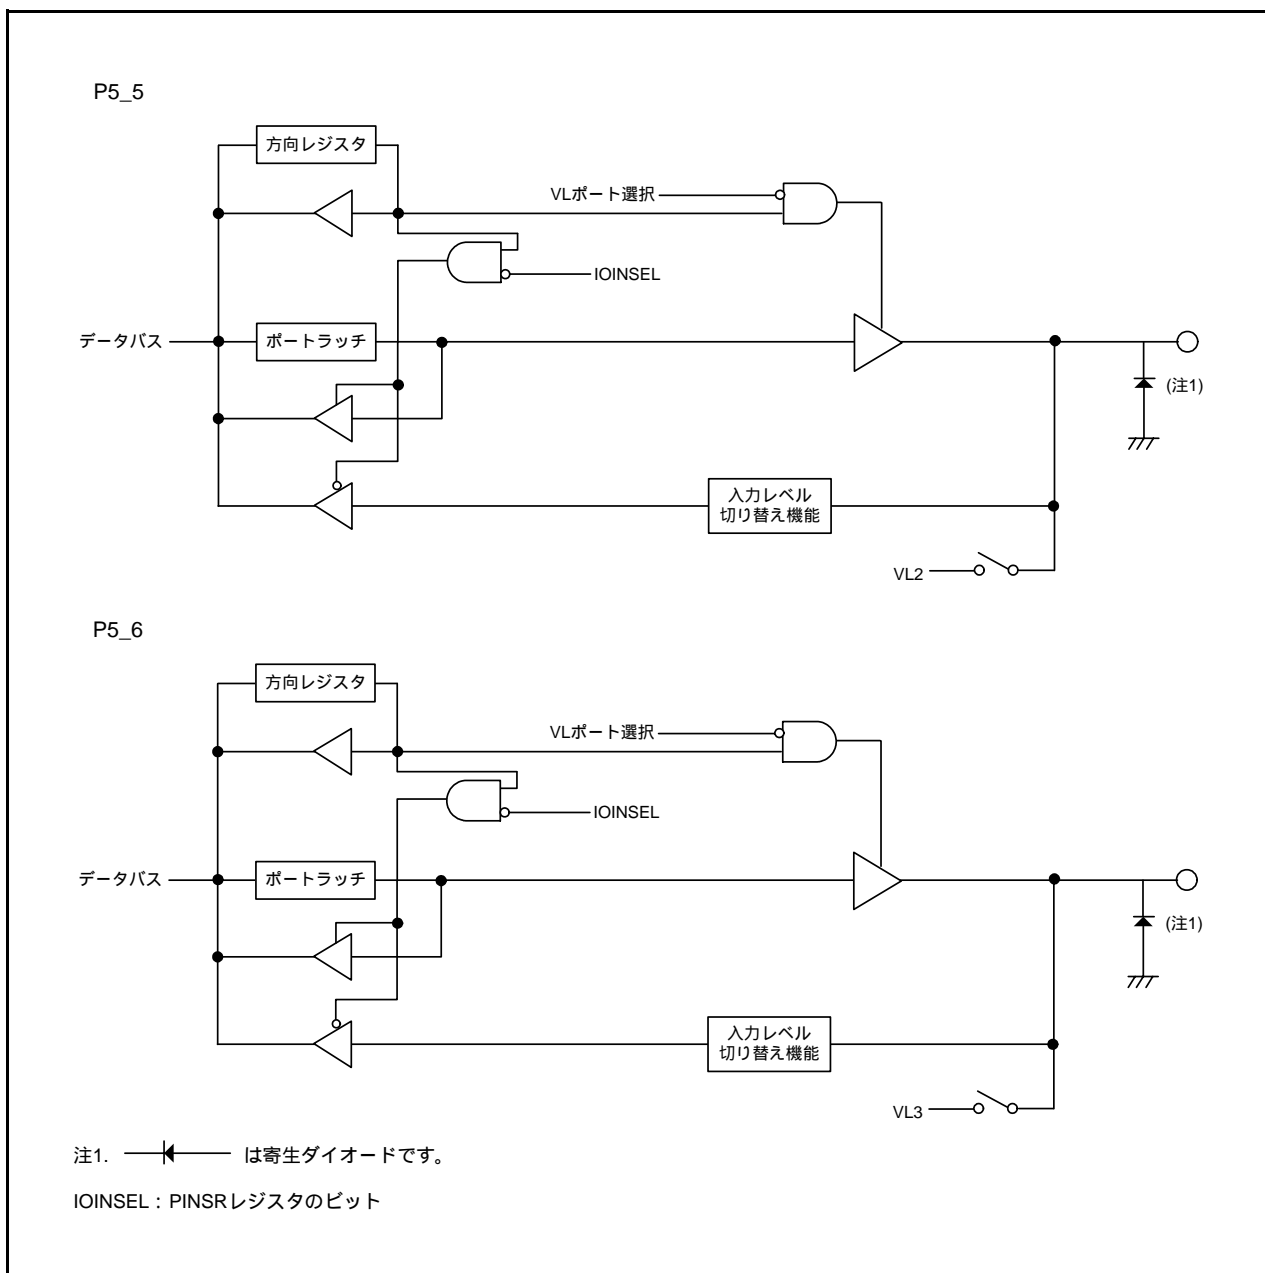 P5_5
方向レジスタ
VLポート選択
IOINSEL
データバス
ポートラッチ
(注1)
入力レベル
切り替え機能
VL2
P5_6
方向レジスタ
VLポート選択
IOINSEL
データバス
ポートラッチ
(注1)
入力レベル
切り替え機能
VL3
注1. は寄生ダイオードです。
IOINSEL：PINSRレジスタのビット